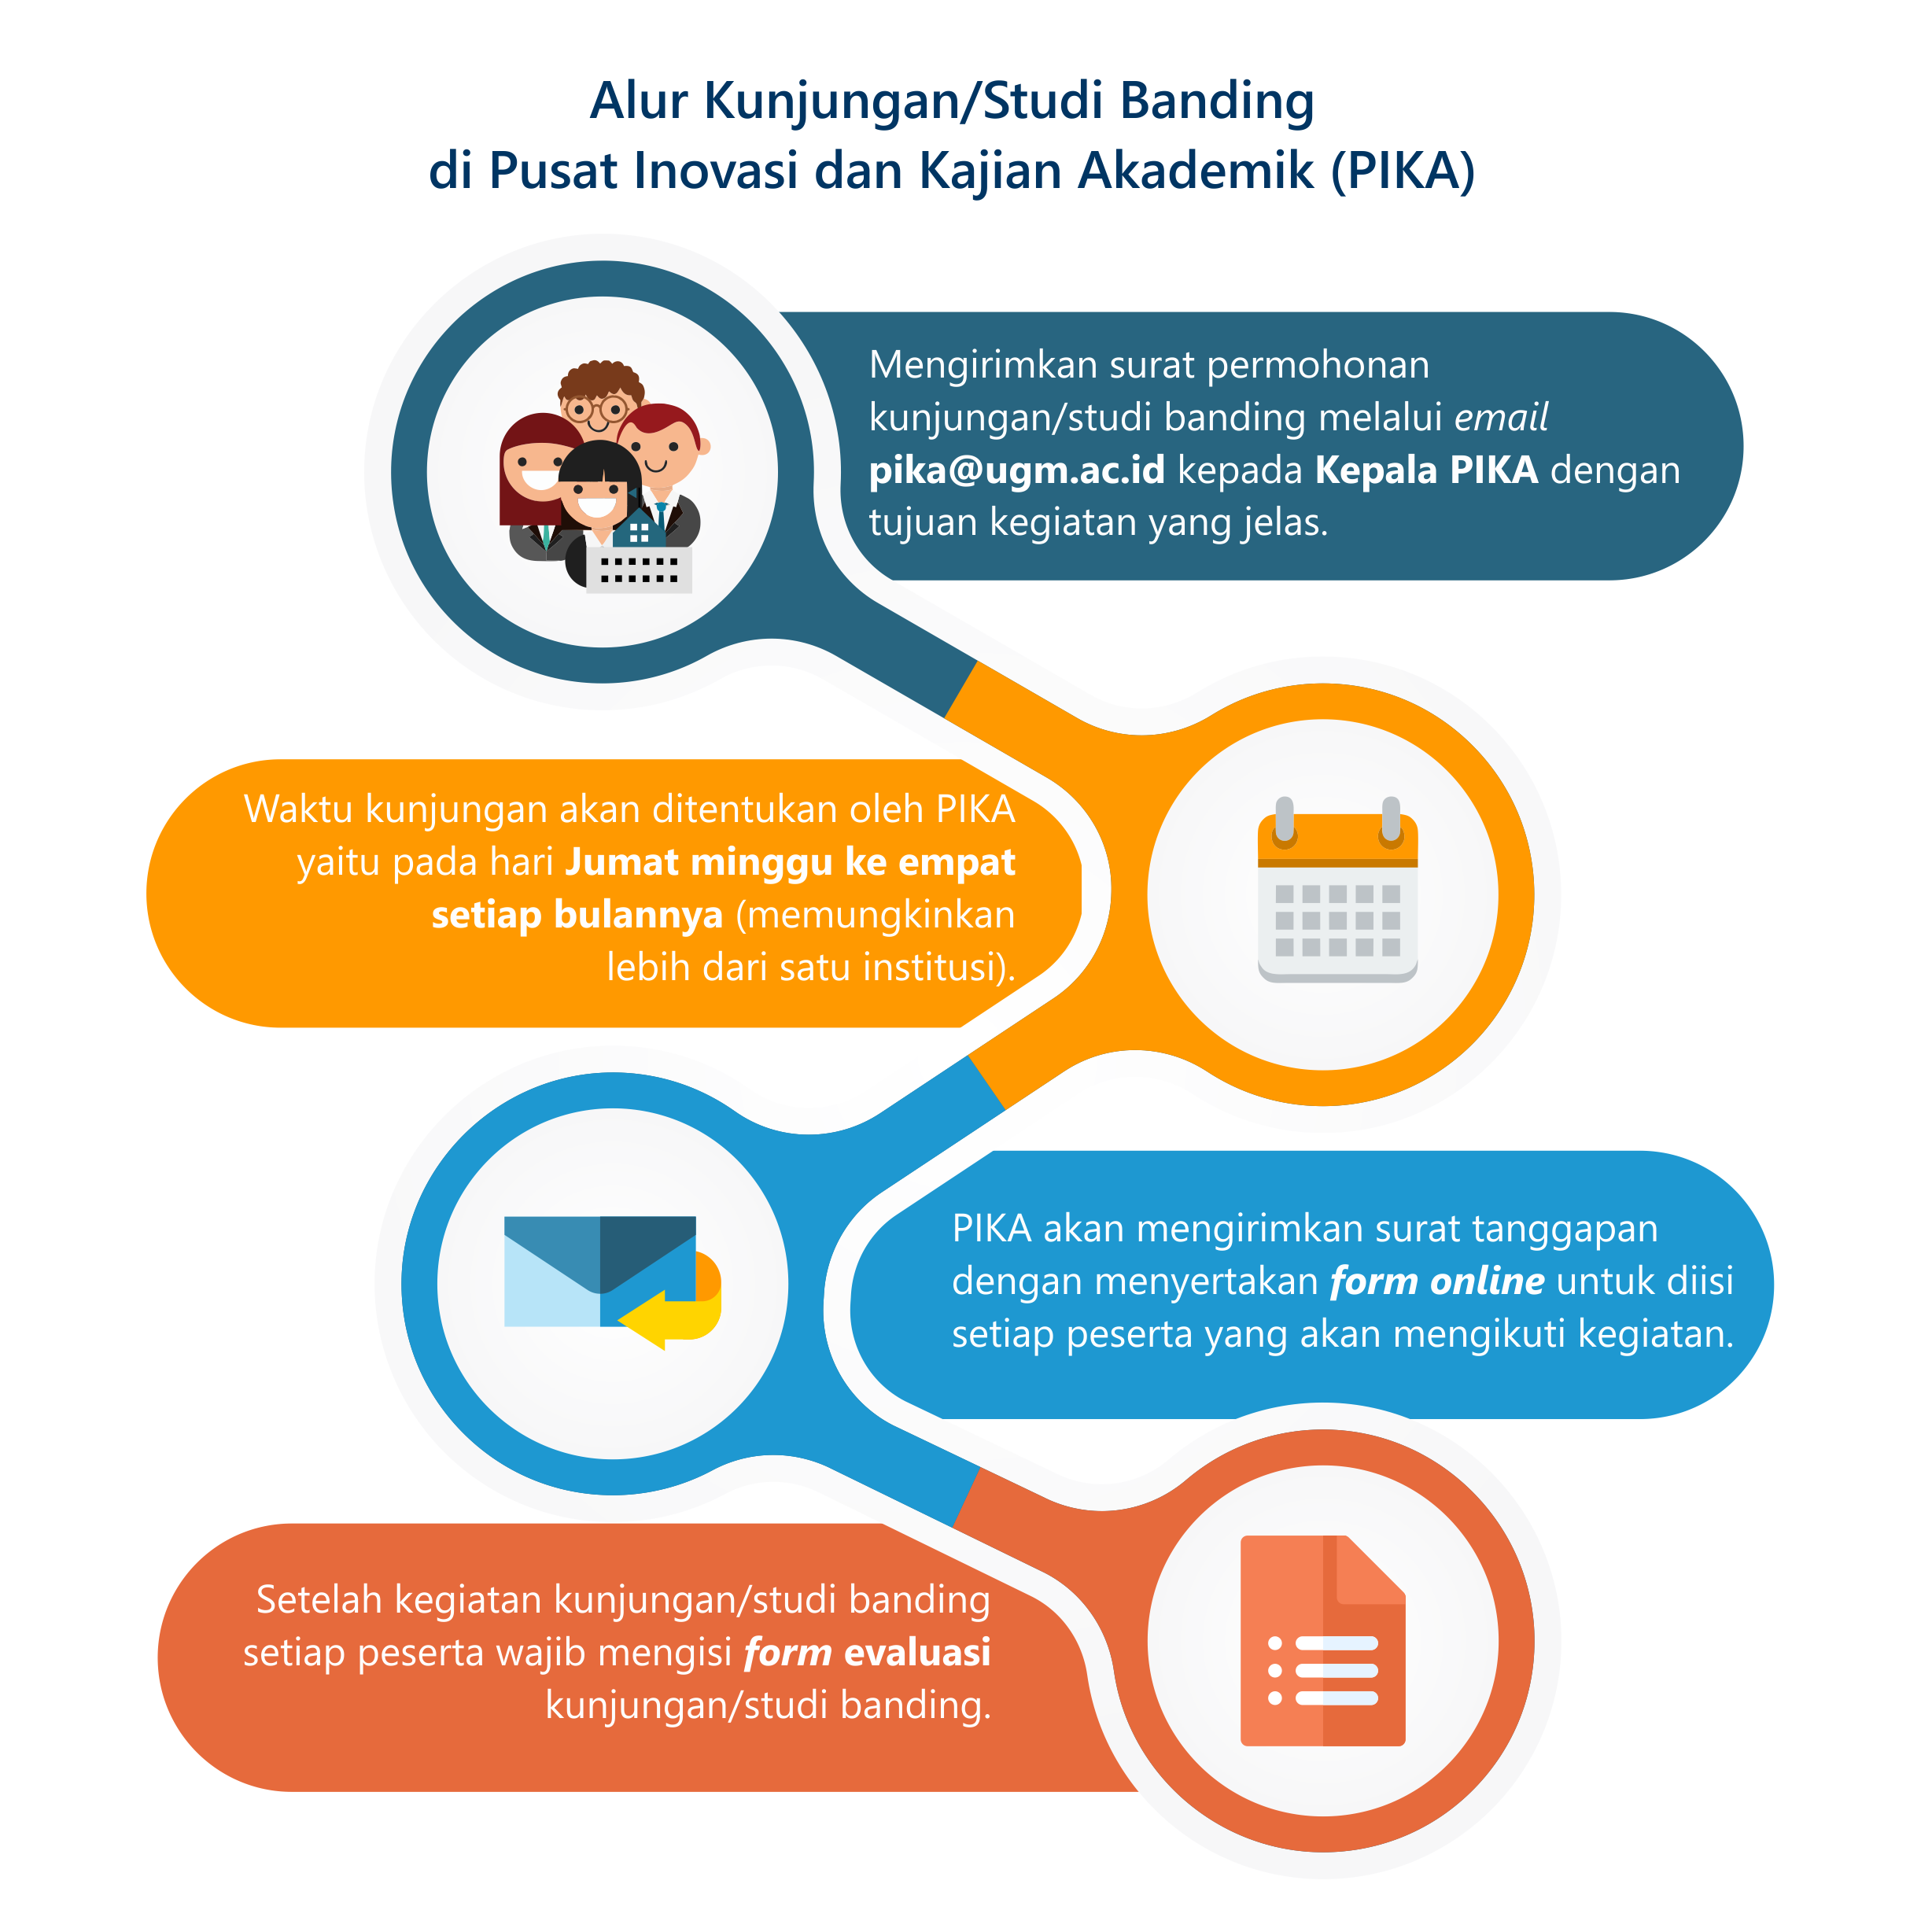 Alur Kunjungan/Studi Banding
di Pusat Inovasi dan Kajian Akademik (PIKA)
Mengirimkan surat permohonan
kunjungan/studi banding melalui email
pika@ugm.ac.id kepada Kepala PIKA dengan
tujuan kegiatan yang jelas.
Waktu kunjungan akan ditentukan oleh PIKA
yaitu pada hari Jumat minggu ke empat
setiap bulannya (memungkinkan
lebih dari satu institusi).
PIKA akan mengirimkan surat tanggapan
dengan menyertakan form online untuk diisi
setiap peserta yang akan mengikuti kegiatan.
Setelah kegiatan kunjungan/studi banding
setiap peserta wajib mengisi form evaluasi
kunjungan/studi banding.